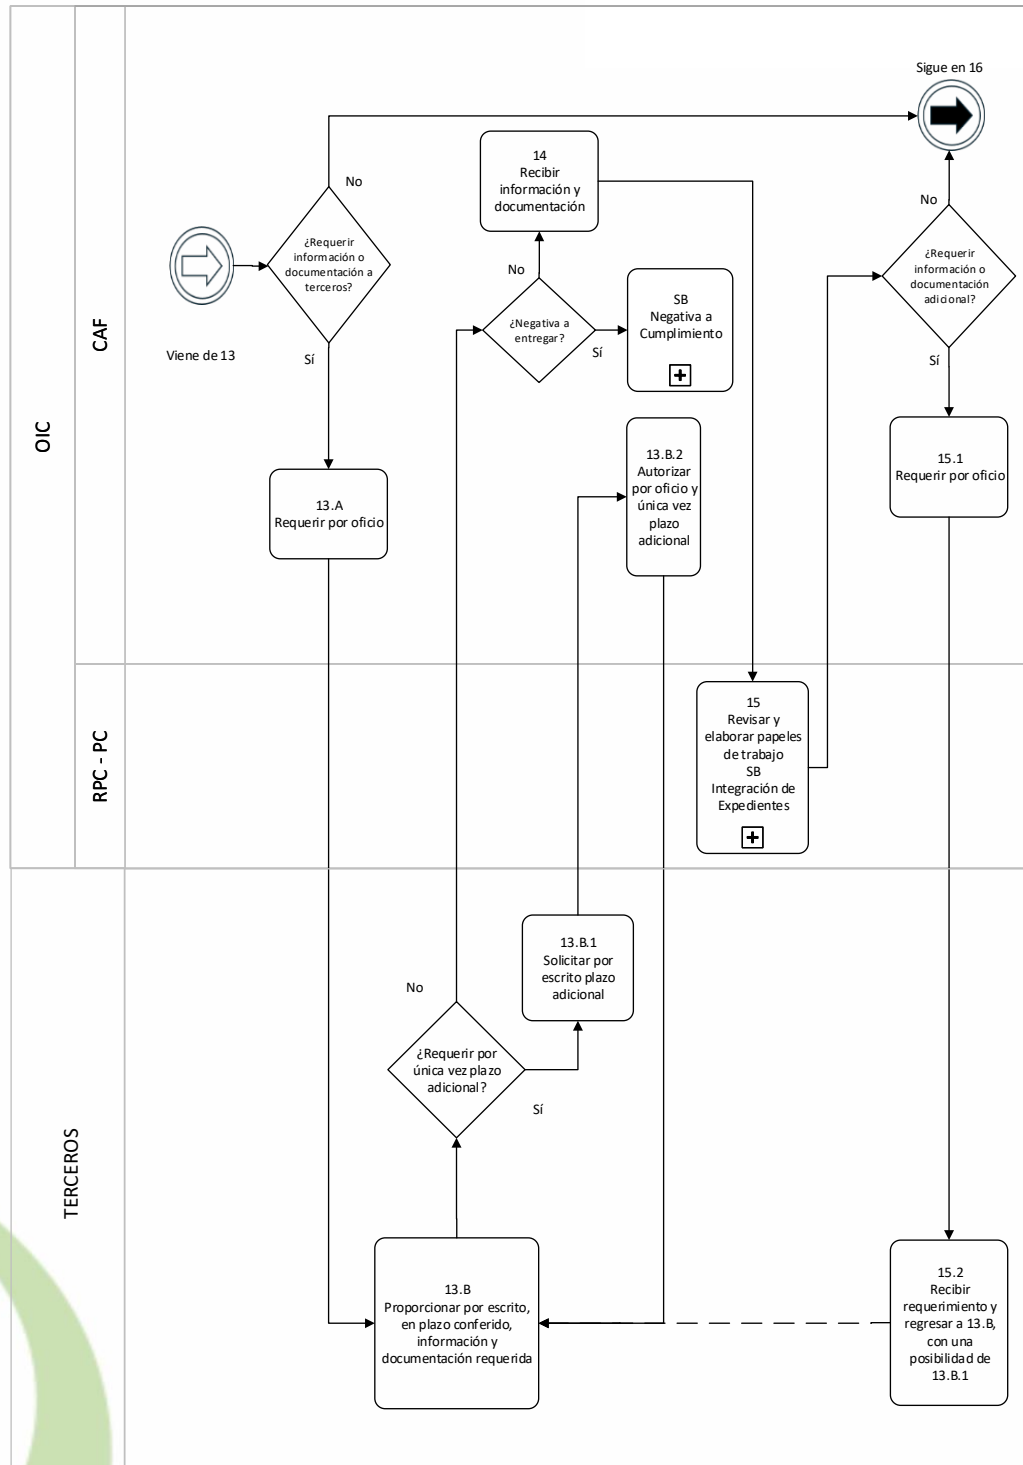 Sigue en 16
14
Recibir
información y
documentación
No
No
¿Requerir
información o
documentación a
terceros?
¿Requerir
información o
documentación
adicional?
No
SB
Negativa a
Cumplimiento
¿Negativa a
entregar?
Sí
Viene de 13
Sí
Sí
CAF
OIC
13.A
Requerir por oficio
13.B.2
Autorizar
por oficio y
única vez
plazo
adicional
15.1
Requerir por oficio
RPC - PC
15
Revisar y
elaborar papeles
de trabajo
SB
Integración de
Expedientes
13.B.1
Solicitar por
escrito plazo
adicional
No
¿Requerir por
única vez plazo
adicional?
Sí
TERCEROS
13.B
Proporcionar por escrito,
en plazo conferido,
información y
documentación requerida
15.2
Recibir
requerimiento y
regresar a 13.B,
con una
posibilidad de
13.B.1